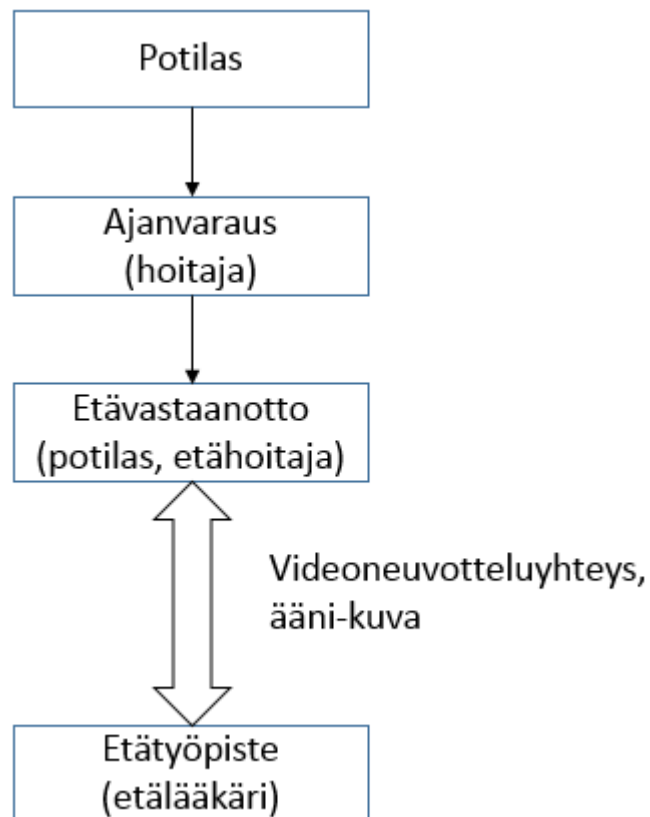 Potilas
Ajanvaraus
(hoitaja)
Etävastaanotto
(potilas, etähoitaja)
Videoneuvotteluyhteys,
ääni-kuva
Etätyöpiste
(etälääkäri)